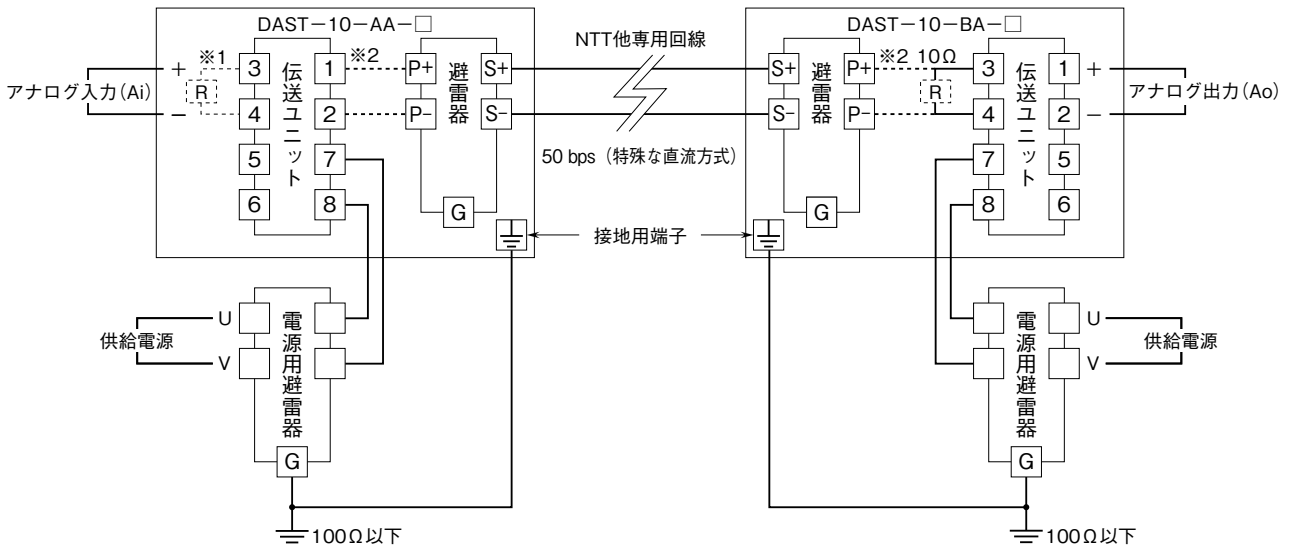 DAST−10−AA−□
※1
3
伝送ユニット
1
※2
P+
避雷器
S+
アナログ入力(Ai)
+
−
R
4
2
P−
S−
5
7
6
8
G
NTT他専用回線
50 bps（特殊な直流方式）
接地用端子
DAST−10−BA−□
S+
避雷器
P+
※2 10Ω
3
伝送ユニット
1
+
アナログ出力(Ao)
S−
P−
R
4
2
−
7
5
8
6
G
供給電源
U
V
電源用避雷器
G
100Ω以下
電源用避雷器
U
V
供給電源
G
100Ω以下